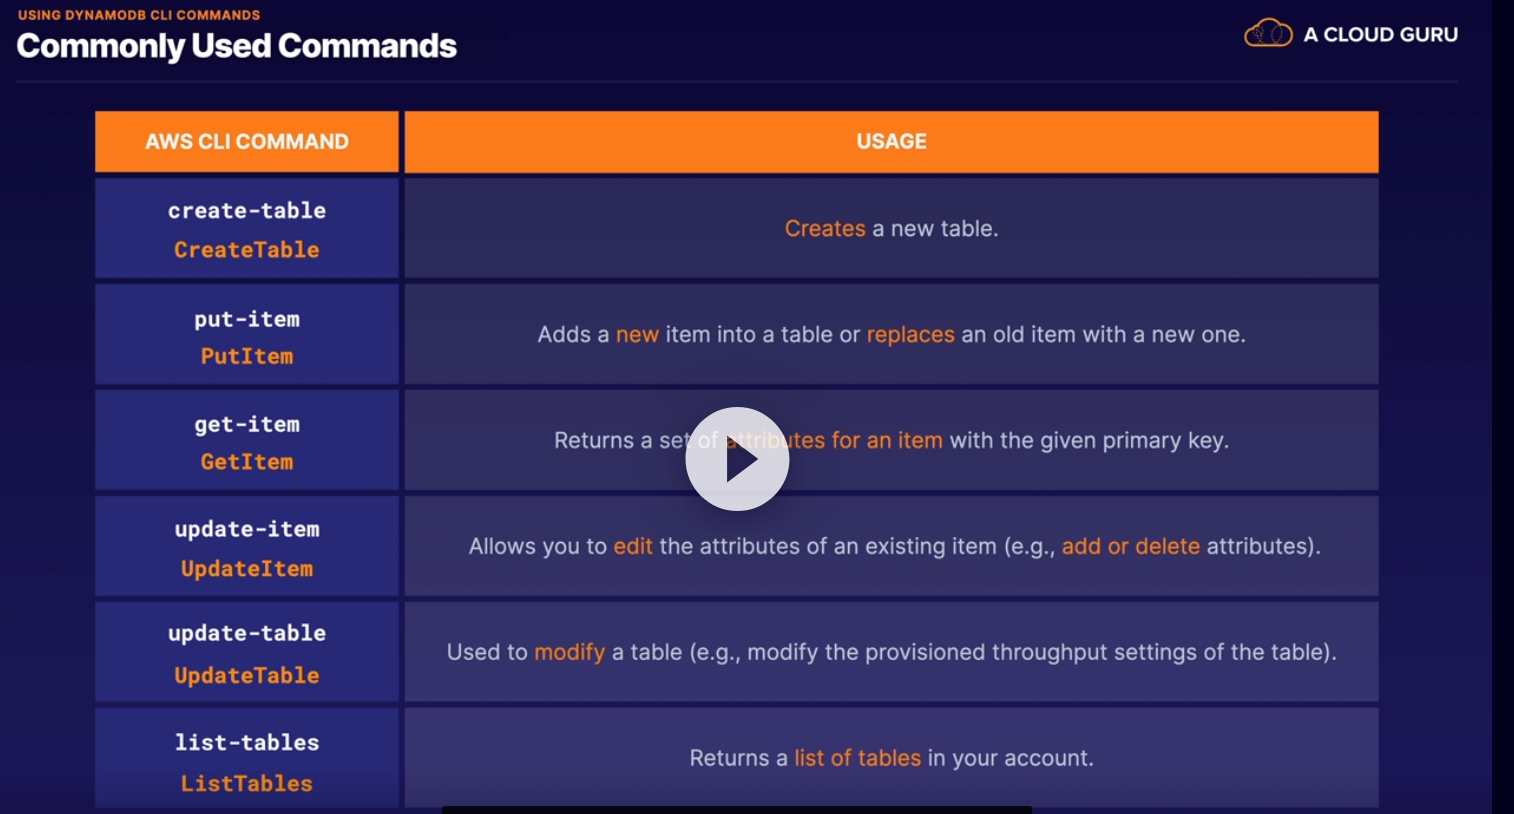 USING DYNAMODB CLI COMMANDS
Commonly Used Commands
A CLOUD GURU
AWS CLI COMMAND
USAGE
create-table
CreateTable
Creates a new table.
put-item
PutItem
Adds a new item into a table or replaces an old item with a new one.
get-item
GetItem
Returns a set of attributes for an item with the given primary key.
update-item
UpdateItem
Allows you to edit the attributes of an existing item (e.g., add or delete attributes).
update-table
UpdateTable
Used to modify a table (e.g., modify the provisioned throughput settings of the table).
list-tables
ListTables
Returns a list of tables in your account.